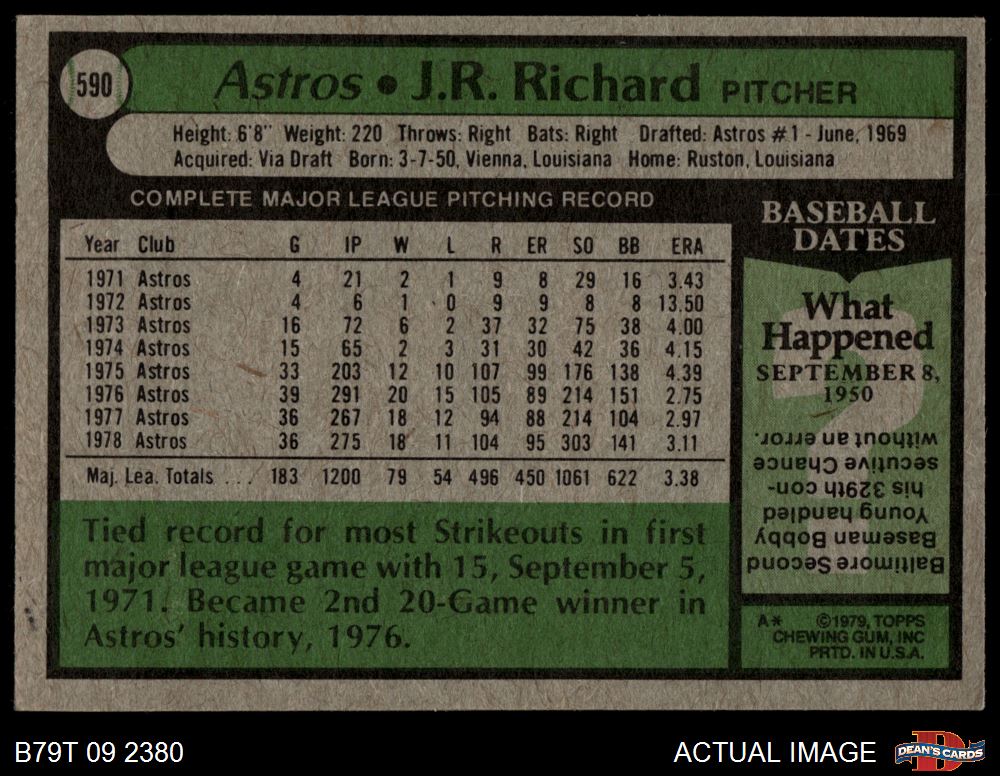 590
Astros • J.R. Richard PITCHER
Height: 6'8" Weight: 220 Throws: Right Bats: Right Drafted: Astros #1 - June, 1969
Acquired: Via Draft Born: 3-7-50, Vienna, Louisiana Home: Ruston, Louisiana
COMPLETE MAJOR LEAGUE PITCHING RECORD
Year Club G IP W L R ER SO BB ERA
1971 Astros 4 21 2 1 9 8 29 16 3.43
1972 Astros 4 6 1 0 9 9 8 8 13.50
1973 Astros 16 72 6 2 37 32 75 38 4.00
1974 Astros 15 65 2 3 31 30 42 36 4.15
1975 Astros 33 203 12 10 107 99 176 138 4.39
1976 Astros 39 291 20 15 105 89 214 151 2.75
1977 Astros 36 267 18 12 94 88 214 104 2.97
1978 Astros 36 275 18 11 104 95 303 141 3.11
Maj. Lea. Totals ... 183 1200 79 54 496 450 1061 622 3.38
Tied record for most Strikeouts in first
major league game with 15, September 5,
1971. Became 2nd 20-Game winner in
Astros' history, 1976.
BASEBALL
DATES
What
Happened
SEPTEMBER 8,
1950
Baltimore Second
Baseman Bobby
Young handled
his 329th con-
secutive Chance
without an error.
A* ©1979, TOPPS
CHEWING GUM, INC
PRTD. IN U.S.A.
B79T 09 2380
ACTUAL IMAGE
D
DEAN'S CARDS